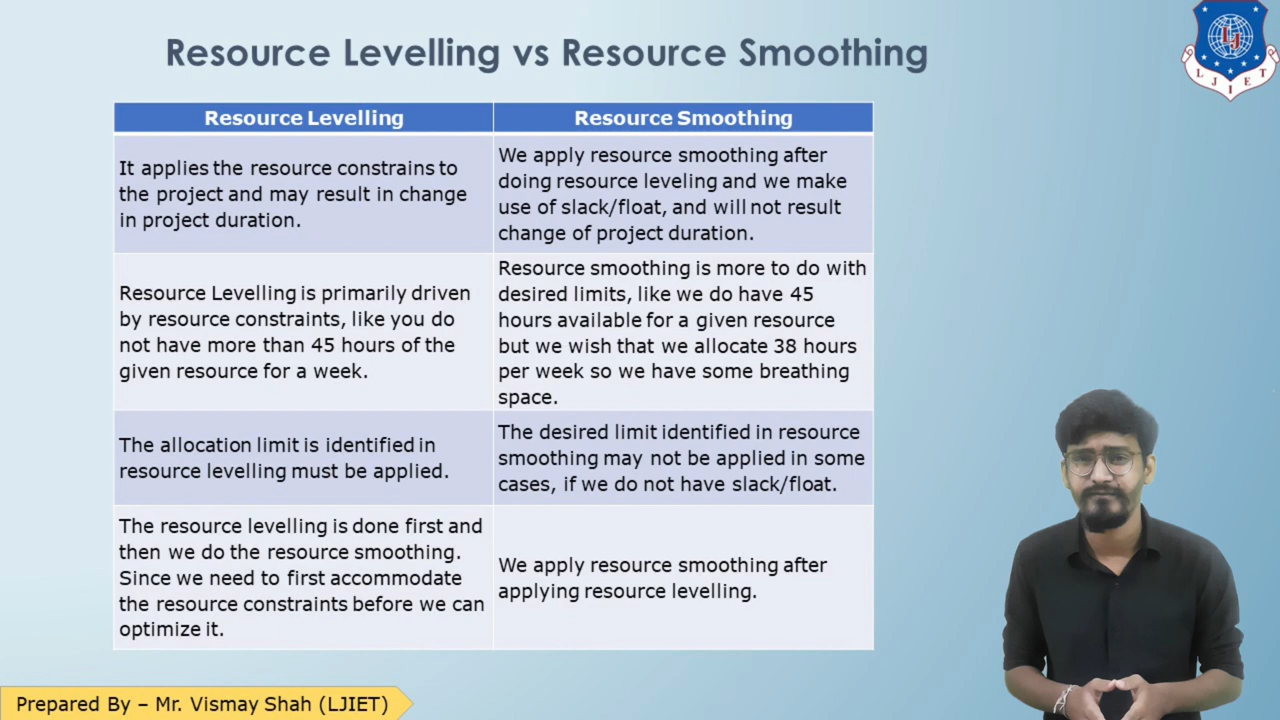 Resource Levelling vs Resource Smoothing
L J I E T
Resource Levelling
Resource Smoothing
It applies the resource constrains to
the project and may result in change
in project duration.
We apply resource smoothing after
doing resource leveling and we make
use of slack/float, and will not result
change of project duration.
Resource Levelling is primarily driven
by resource constraints, like you do
not have more than 45 hours of the
given resource for a week.
Resource smoothing is more to do with
desired limits, like we do have 45
hours available for a given resource
but we wish that we allocate 38 hours
per week so we have some breathing
space.
The allocation limit is identified in
resource levelling must be applied.
The desired limit identified in resource
smoothing may not be applied in some
cases, if we do not have slack/float.
The resource levelling is done first and
then we do the resource smoothing.
Since we need to first accommodate
the resource constraints before we can
optimize it.
We apply resource smoothing after
applying resource levelling.
Prepared By – Mr. Vismay Shah (LJIET)